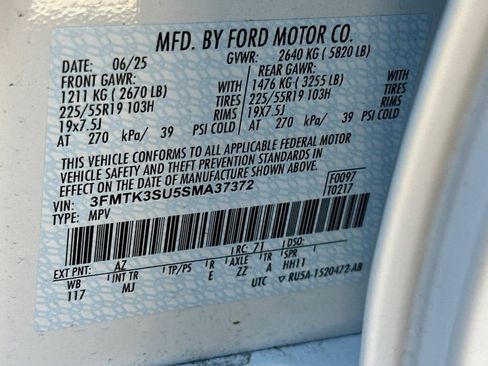 MFD. BY FORD MOTOR CO.
DATE: 06/25 GVWR: 2640 KG ( 5820 LB)
FRONT GAWR: REAR GAWR:
1211 KG ( 2670 LB) WITH 1476 KG ( 3255 LB) WITH
225/55R19 103H TIRES 225/55R19 103H TIRES
19x7.5J RIMS 19x7.5J RIMS
AT 270 kPa/ 39 PSI COLD AT 270 kPa/ 39 PSI COLD
THIS VEHICLE CONFORMS TO ALL APPLICABLE FEDERAL MOTOR
VEHICLE SAFETY AND THEFT PREVENTION STANDARDS IN
EFFECT ON THE DATE OF MANUFACTURE SHOWN ABOVE.
VIN: 3FMTK3SU5SMA37372 F0097
TYPE: MPV T0217
EXT PNT: AZ RC: 71 DSO:
WB INT TR TP/PS R AXLE TR SPR
117 MJ E ZZ A HH11
UTC ▽ RU5A-1520472-AB